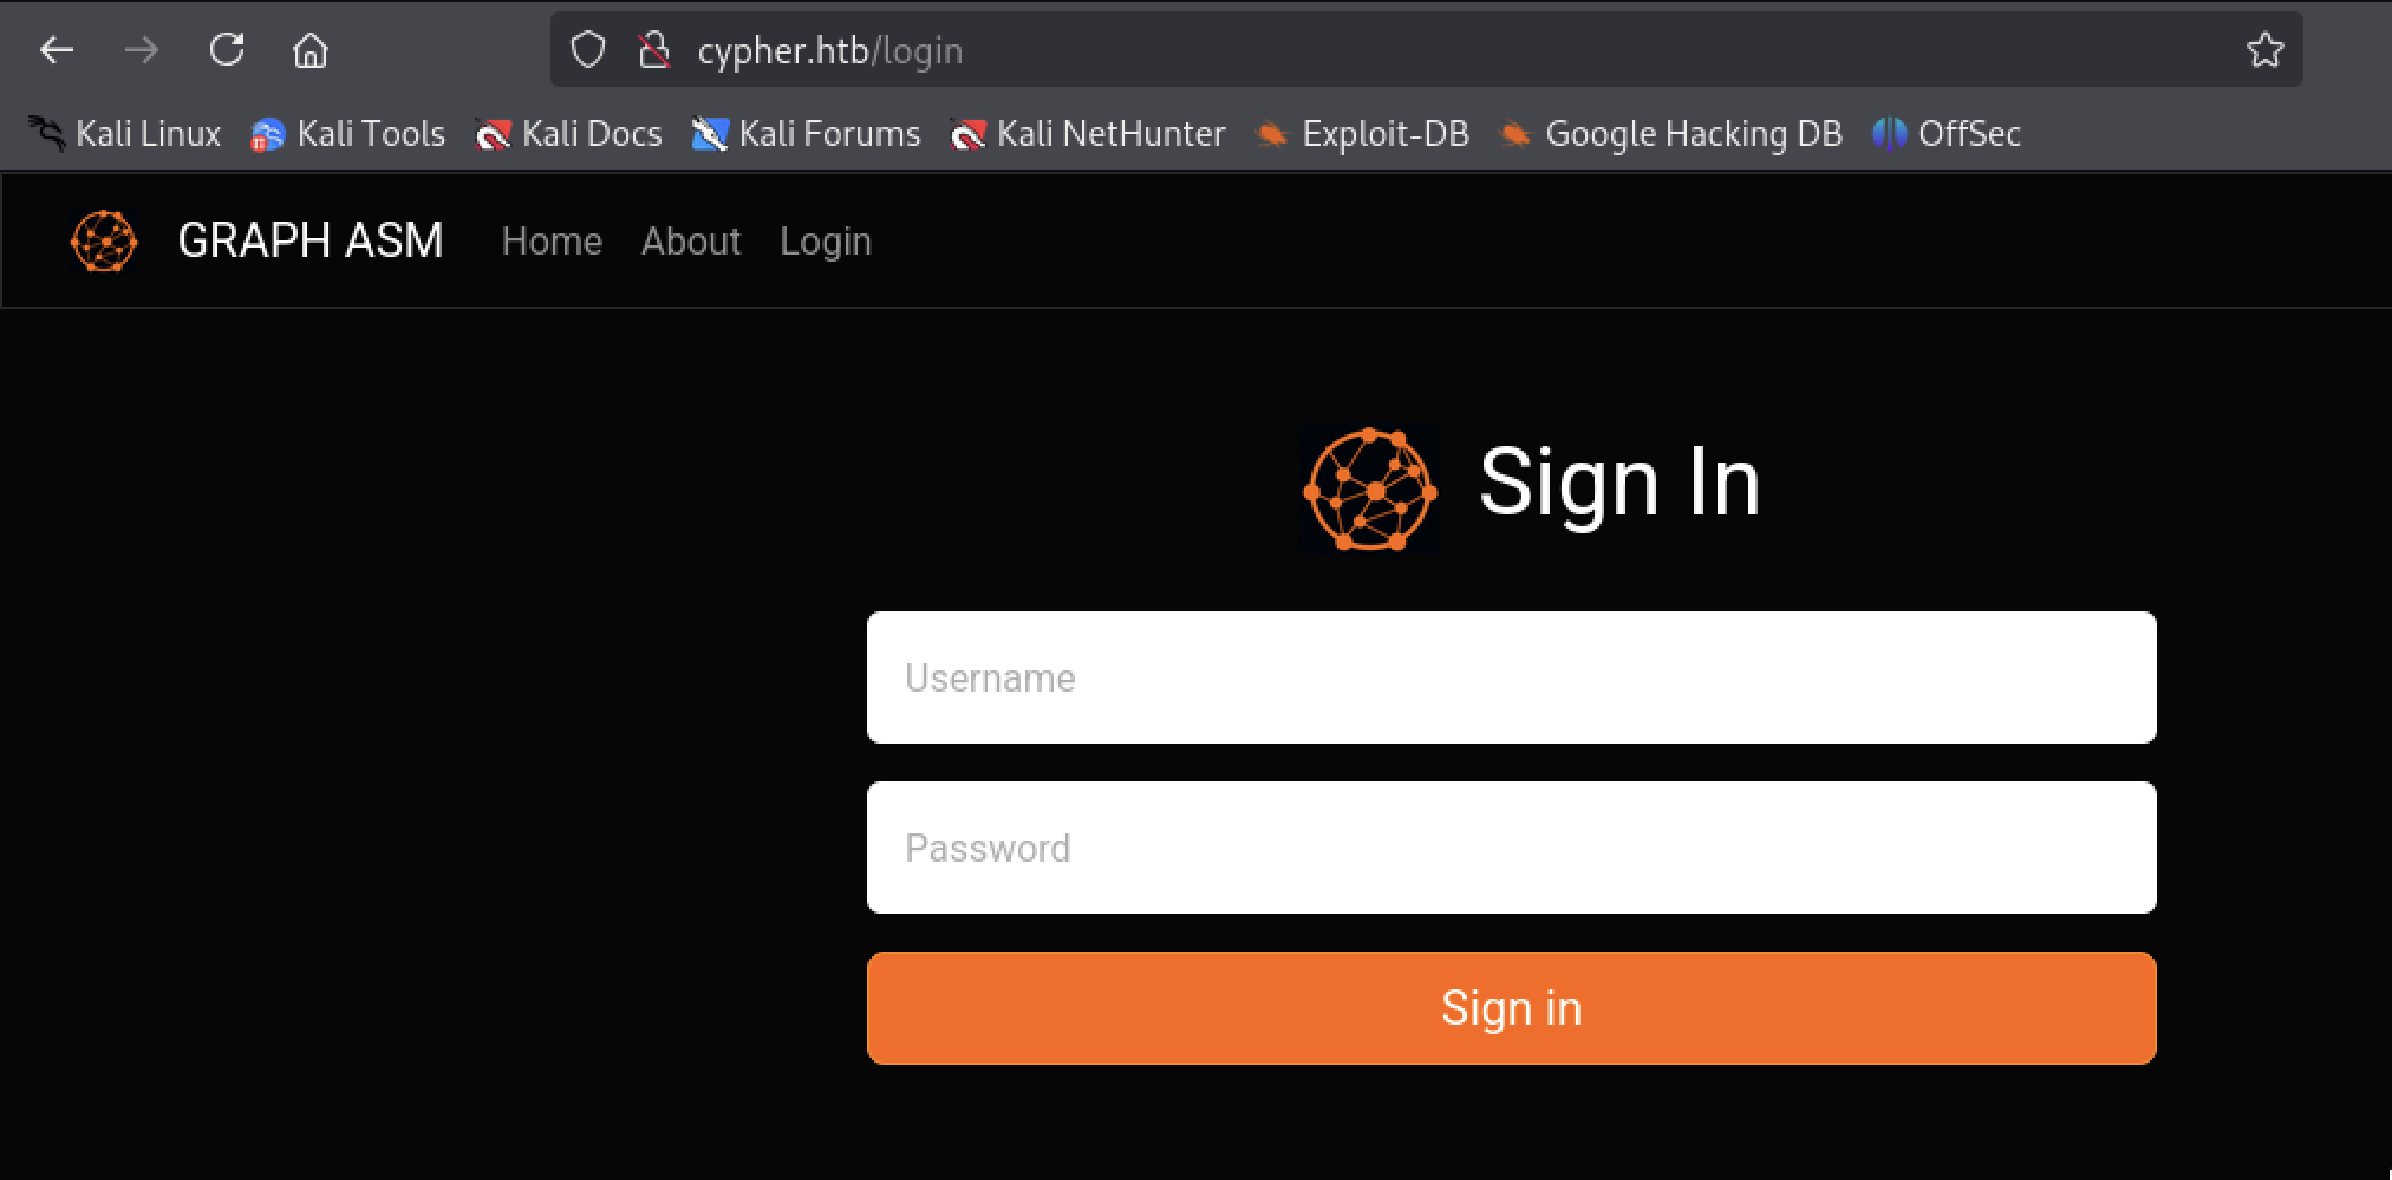 cypher.htb/login
Kali Linux Kali Tools Kali Docs Kali Forums Kali NetHunter Exploit-DB Google Hacking DB OffSec
GRAPH ASM Home About Login
Sign In
Username
Password
Sign in